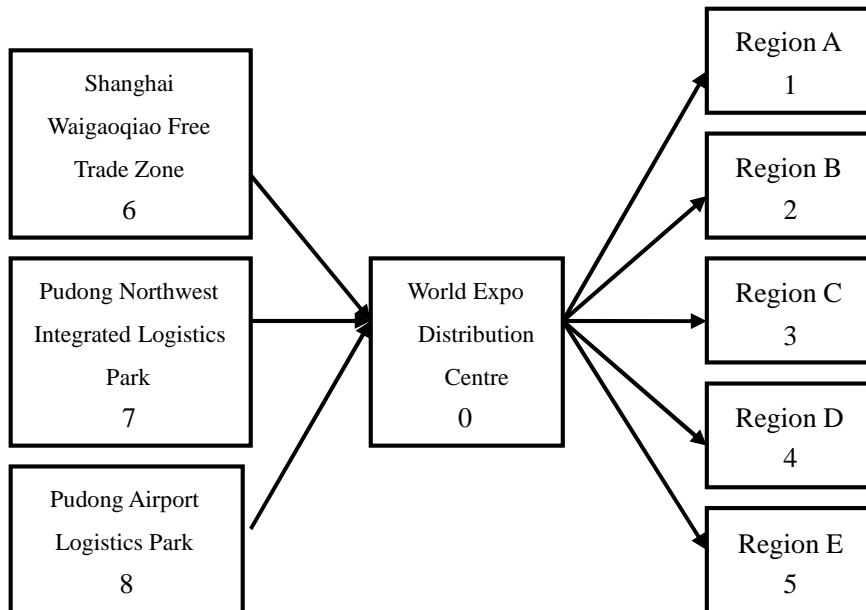 Shanghai
Waigaoqiao Free
Trade Zone
6
Pudong Northwest
Integrated Logistics
Park
7
Pudong Airport
Logistics Park
8
World Expo
Distribution
Centre
0
Region A
1
Region B
2
Region C
3
Region D
4
Region E
5